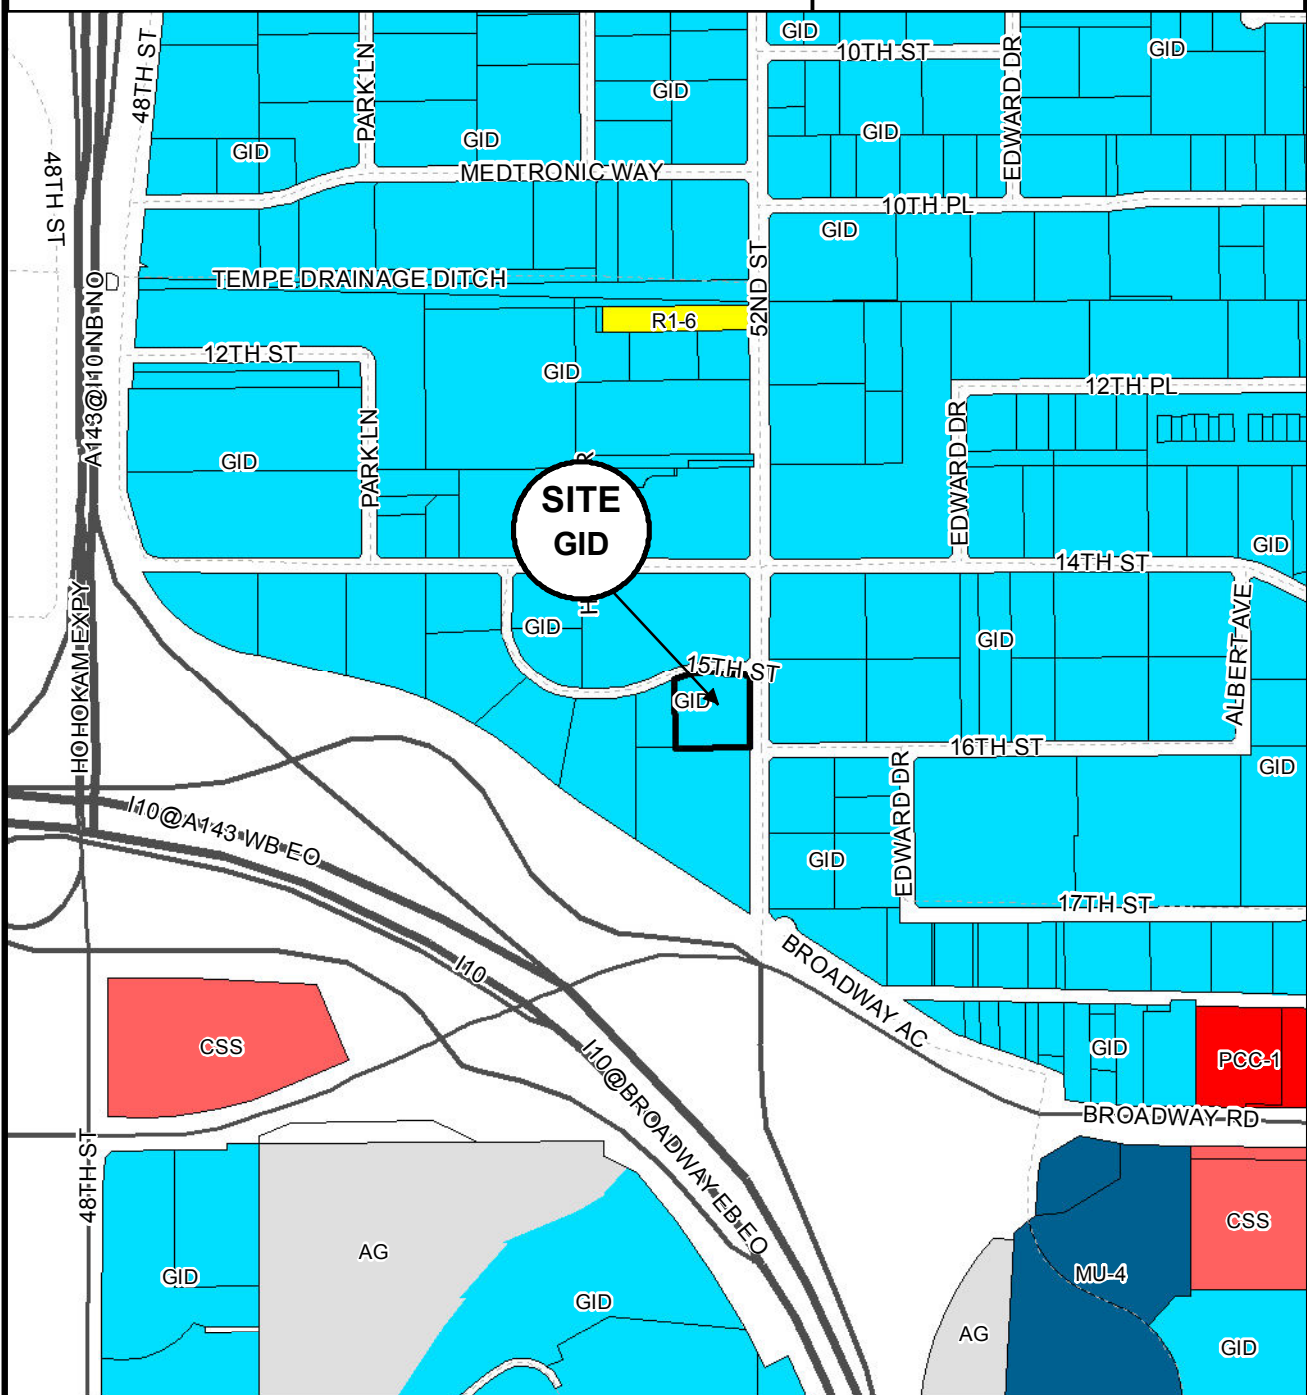 48TH ST
PARK LN
GID
10TH ST
EDWARD DR
GID
GID
GID
GID
GID
48TH ST
MEDTRONIC WAY
10TH PL
GID
52ND ST
TEMPE DRAINAGE DITCH
R1-6
A143@I10 NB NO
12TH ST
GID
12TH PL
PARK LN
EDWARD DR
GID
R
SITE
GID
GID
14TH ST
HOHOKAM EXPY
H
GID
GID
ALBERT AVE
15TH ST
GID
16TH ST
GID
EDWARD DR
I10@A143 WB EO
GID
17TH ST
BROADWAY AC
I10
CSS
I10@BROADWAY EB EO
GID
PCC-1
BROADWAY RD
48TH ST
CSS
AG
GID
MU-4
GID
AG
GID